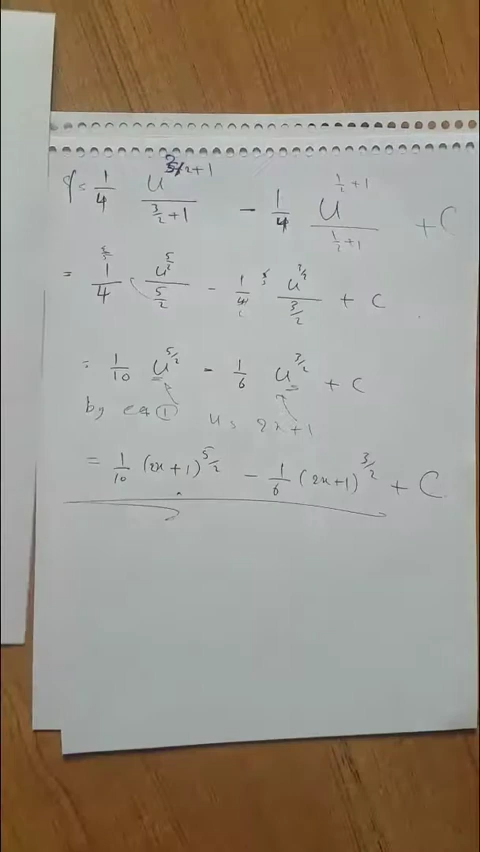 = 1/4 u^(3/2+1)/(3/2+1) - 1/4 u^(1/2+1)/(1/2+1) + C
= 1/4 · u^(5/2)/(5/2) - 1/4 u^(3/2)/(3/2) + C
= 1/10 u^(5/2) - 1/6 u^(3/2) + C
by eq ① u = 2x+1
= 1/10 (2x+1)^(5/2) - 1/6 (2x+1)^(3/2) + C